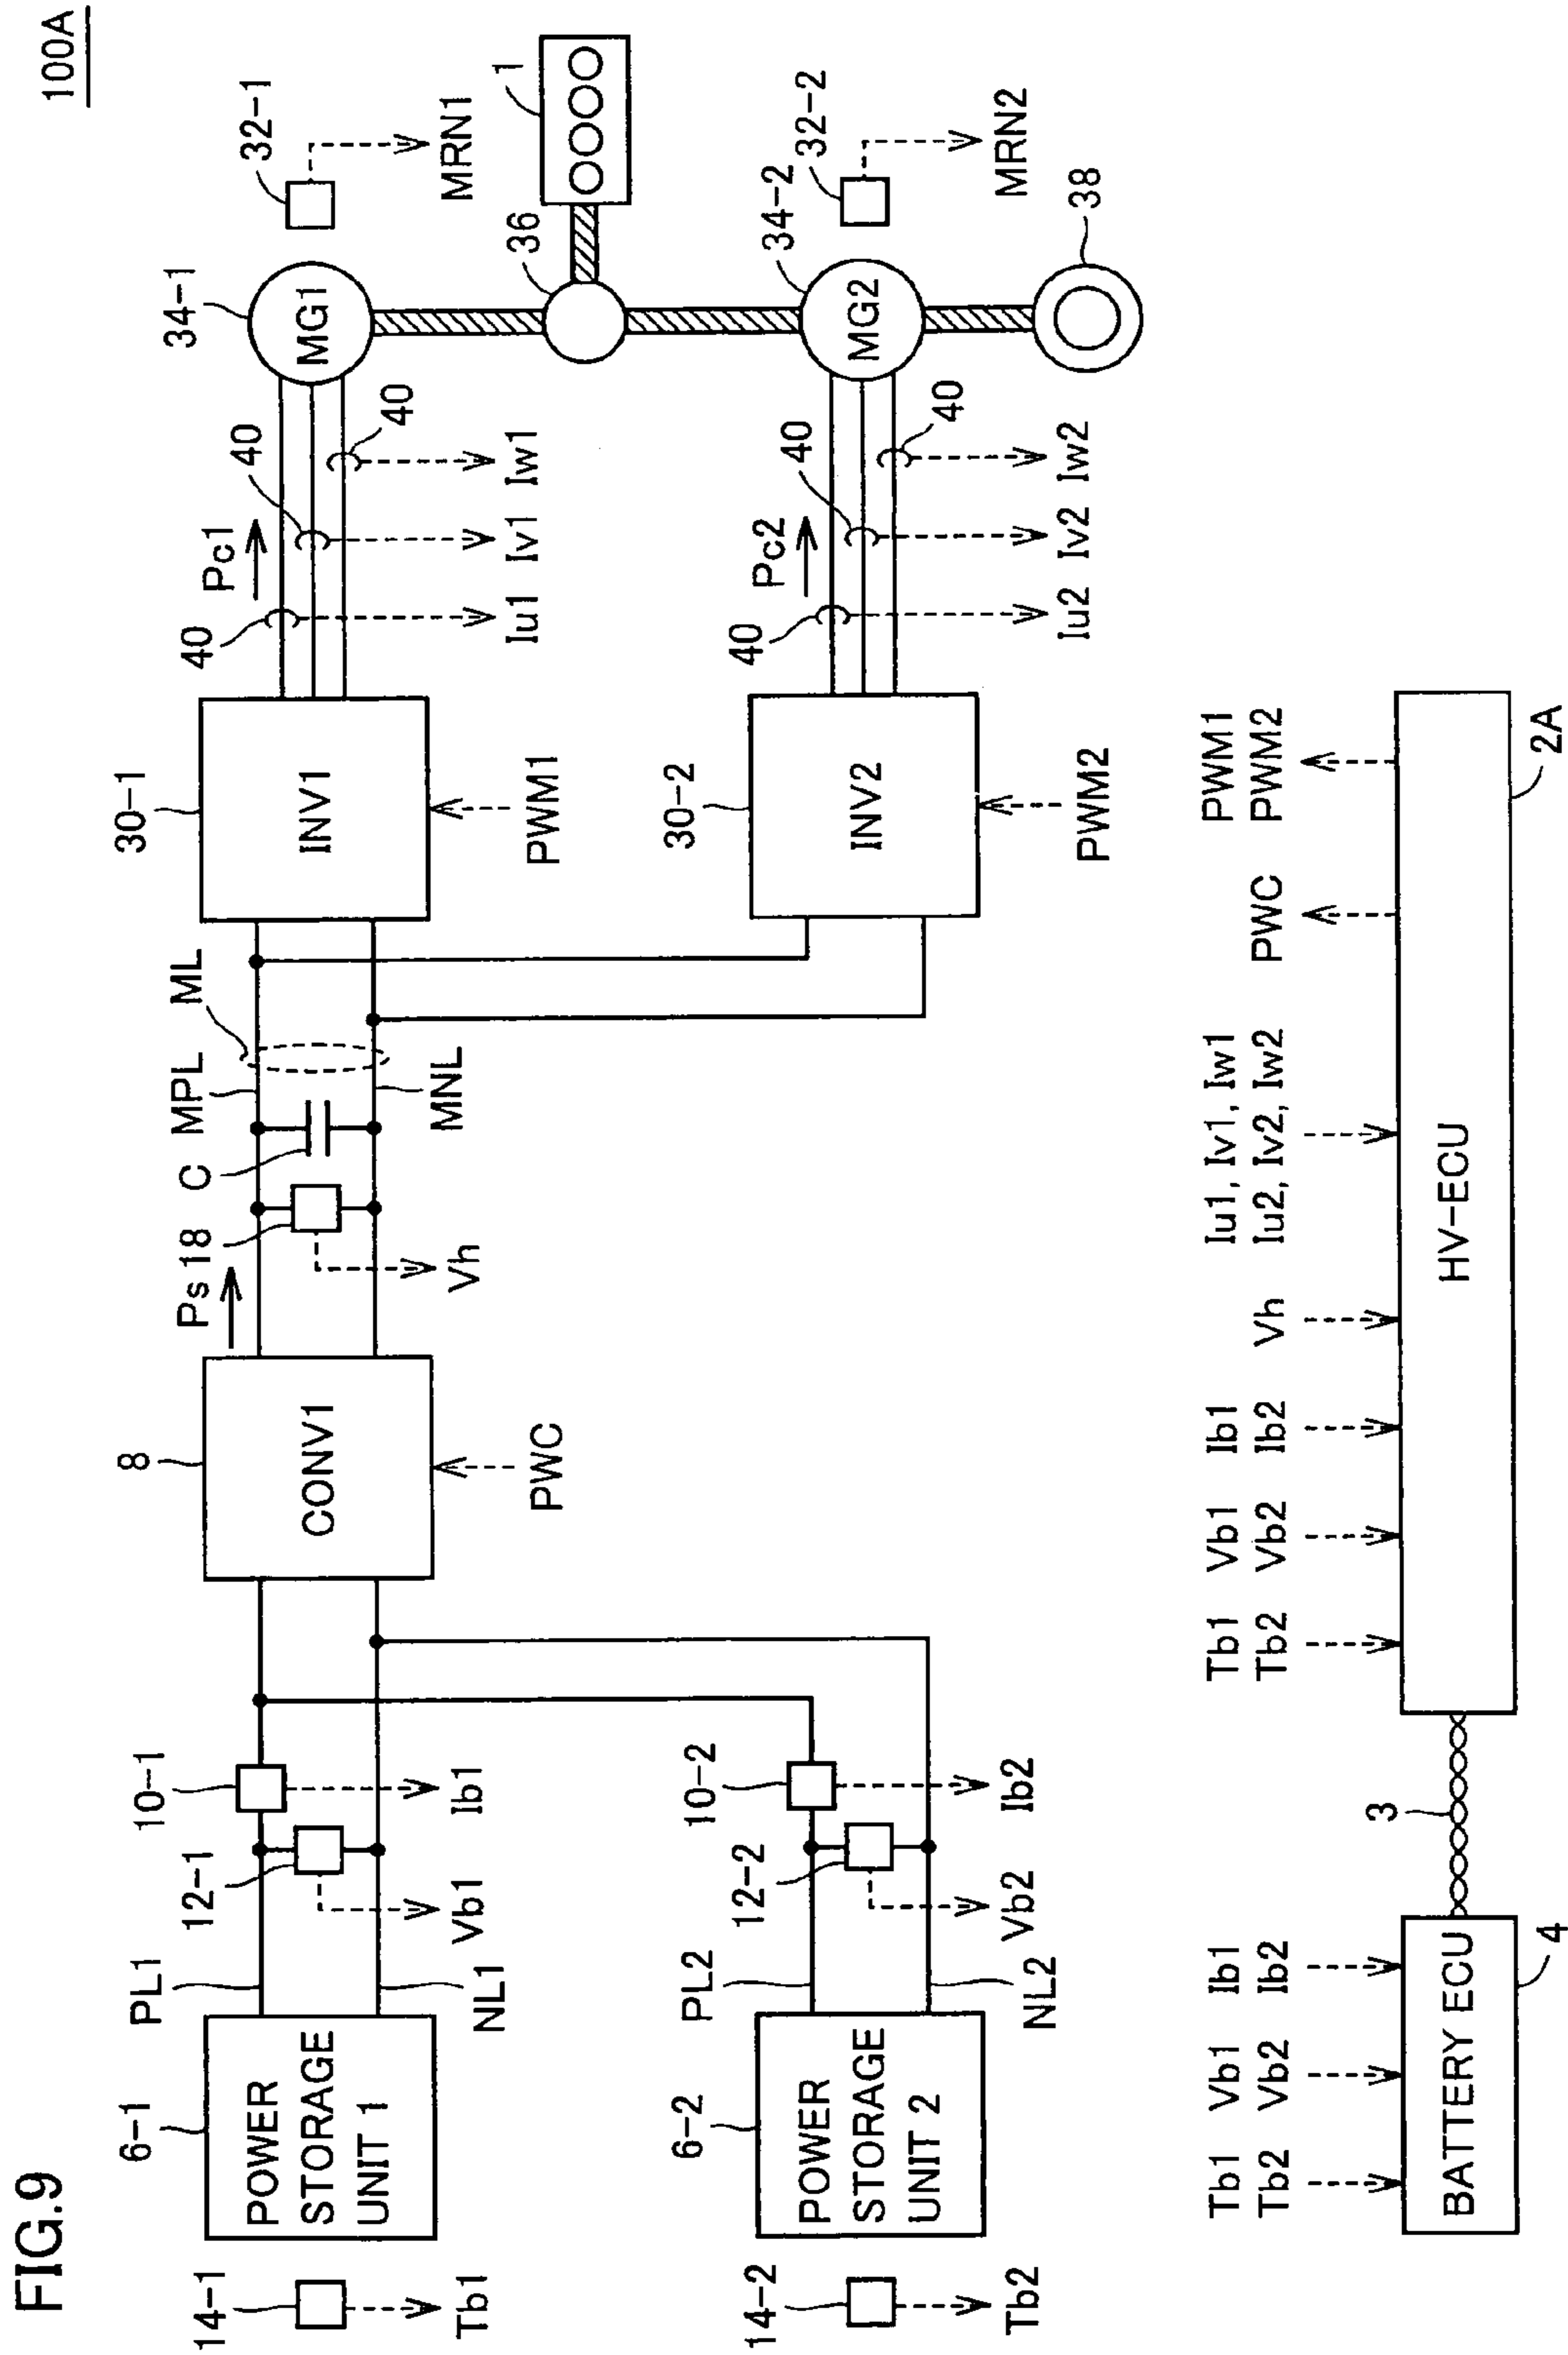 FIG.9
100A
14-1
Tb1
6-1
POWER
STORAGE
UNIT 1
PL1
NL1
12-1
Vb1
10-1
Ib1
8
CONV1
PWC
Ps
18
Vh
C
MPL
MNL
ML
30-1
INV1
PWM1
40
Iu1
Pc1
40
Iv1
40
Iw1
34-1
MG1
32-1
MRN1
36
1
14-2
Tb2
6-2
POWER
STORAGE
UNIT 2
PL2
NL2
12-2
Vb2
10-2
Ib2
30-2
INV2
PWM2
40
Iu2
Pc2
40
Iv2
40
Iw2
34-2
MG2
32-2
MRN2
38
Tb1 Vb1 Ib1
Tb2 Vb2 Ib2
BATTERY ECU
4
3
Tb1 Vb1 Ib1 Iu1, Iv1, Iw1 PWM1
Tb2 Vb2 Ib2 Vh Iu2, Iv2, Iw2 PWC PWM2
HV-ECU
2A